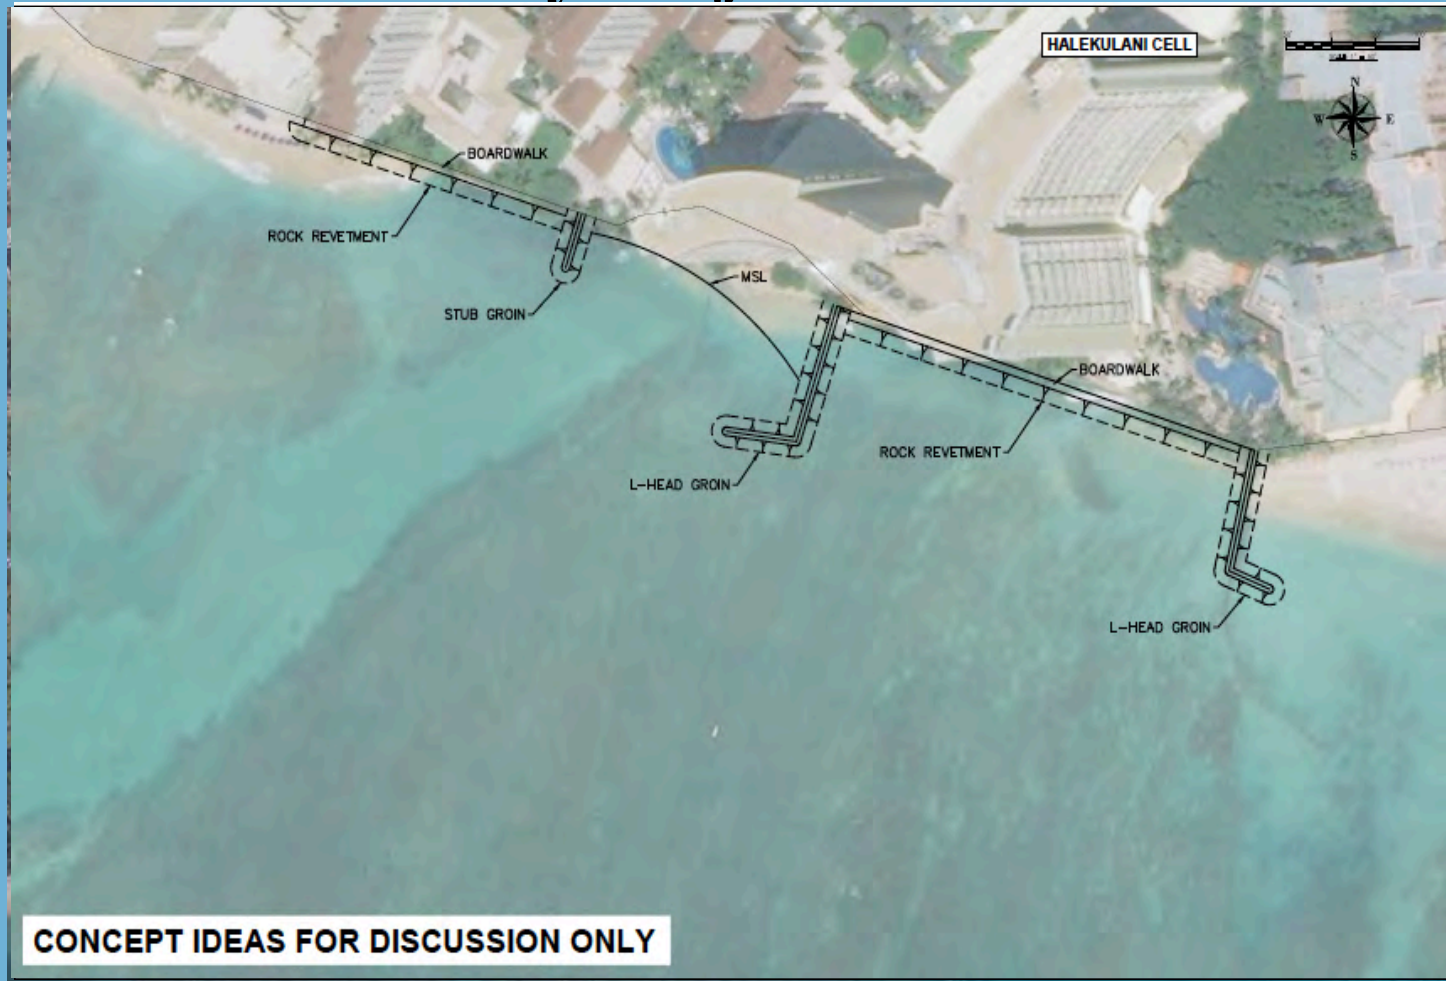 HALEKULANI CELL
N
W E
S
BOARDWALK
ROCK REVETMENT
STUB GROIN
MSL
BOARDWALK
ROCK REVETMENT
L-HEAD GROIN
L-HEAD GROIN
CONCEPT IDEAS FOR DISCUSSION ONLY